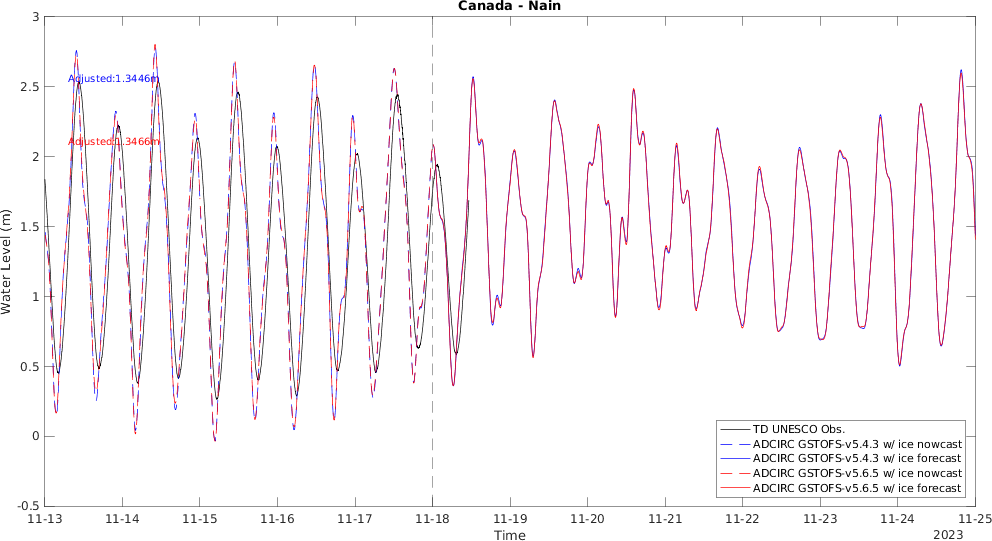 Canada - Nain
3
2.5
2
1.5
1
0.5
0
-0.5
Water Level (m)
Adjusted:1.3446m
Adjusted:1.3466m
TD UNESCO Obs.
ADCIRC GSTOFS-v5.4.3 w/ ice nowcast
ADCIRC GSTOFS-v5.4.3 w/ ice forecast
ADCIRC GSTOFS-v5.6.5 w/ ice nowcast
ADCIRC GSTOFS-v5.6.5 w/ ice forecast
11-13 11-14 11-15 11-16 11-17 11-18 11-19 11-20 11-21 11-22 11-23 11-24 11-25
Time
2023